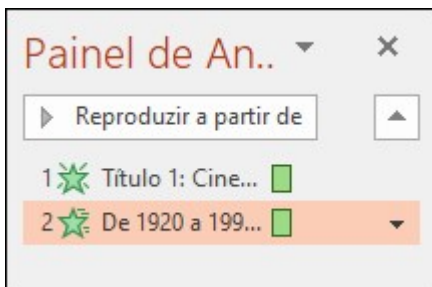 Painel de An..
Reproduzir a partir de
1 Título 1: Cine...
2 De 1920 a 199...